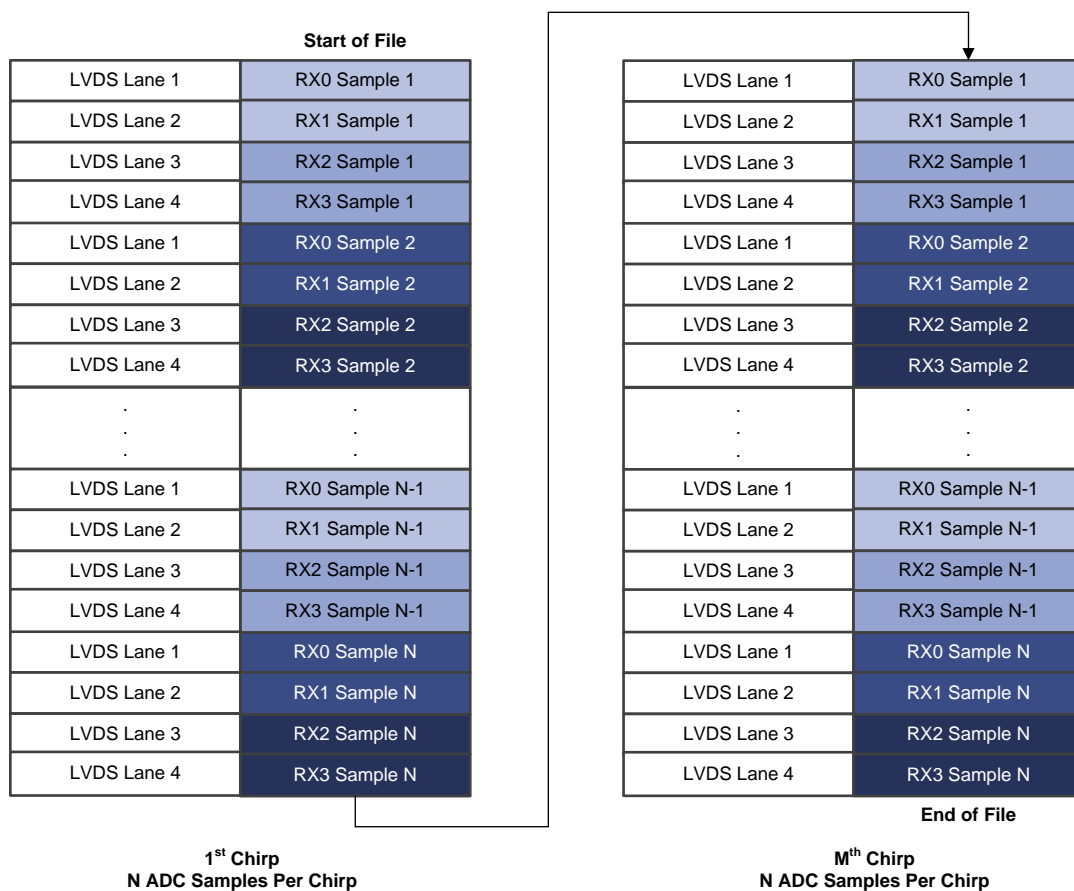 Start of File
LVDS Lane 1 RX0 Sample 1
LVDS Lane 2 RX1 Sample 1
LVDS Lane 3 RX2 Sample 1
LVDS Lane 4 RX3 Sample 1
LVDS Lane 1 RX0 Sample 2
LVDS Lane 2 RX1 Sample 2
LVDS Lane 3 RX2 Sample 2
LVDS Lane 4 RX3 Sample 2
. .
. .
. .
LVDS Lane 1 RX0 Sample N-1
LVDS Lane 2 RX1 Sample N-1
LVDS Lane 3 RX2 Sample N-1
LVDS Lane 4 RX3 Sample N-1
LVDS Lane 1 RX0 Sample N
LVDS Lane 2 RX1 Sample N
LVDS Lane 3 RX2 Sample N
LVDS Lane 4 RX3 Sample N
1st Chirp
N ADC Samples Per Chirp
LVDS Lane 1 RX0 Sample 1
LVDS Lane 2 RX1 Sample 1
LVDS Lane 3 RX2 Sample 1
LVDS Lane 4 RX3 Sample 1
LVDS Lane 1 RX0 Sample 2
LVDS Lane 2 RX1 Sample 2
LVDS Lane 3 RX2 Sample 2
LVDS Lane 4 RX3 Sample 2
. .
. .
. .
LVDS Lane 1 RX0 Sample N-1
LVDS Lane 2 RX1 Sample N-1
LVDS Lane 3 RX2 Sample N-1
LVDS Lane 4 RX3 Sample N-1
LVDS Lane 1 RX0 Sample N
LVDS Lane 2 RX1 Sample N
LVDS Lane 3 RX2 Sample N
LVDS Lane 4 RX3 Sample N
End of File
Mth Chirp
N ADC Samples Per Chirp